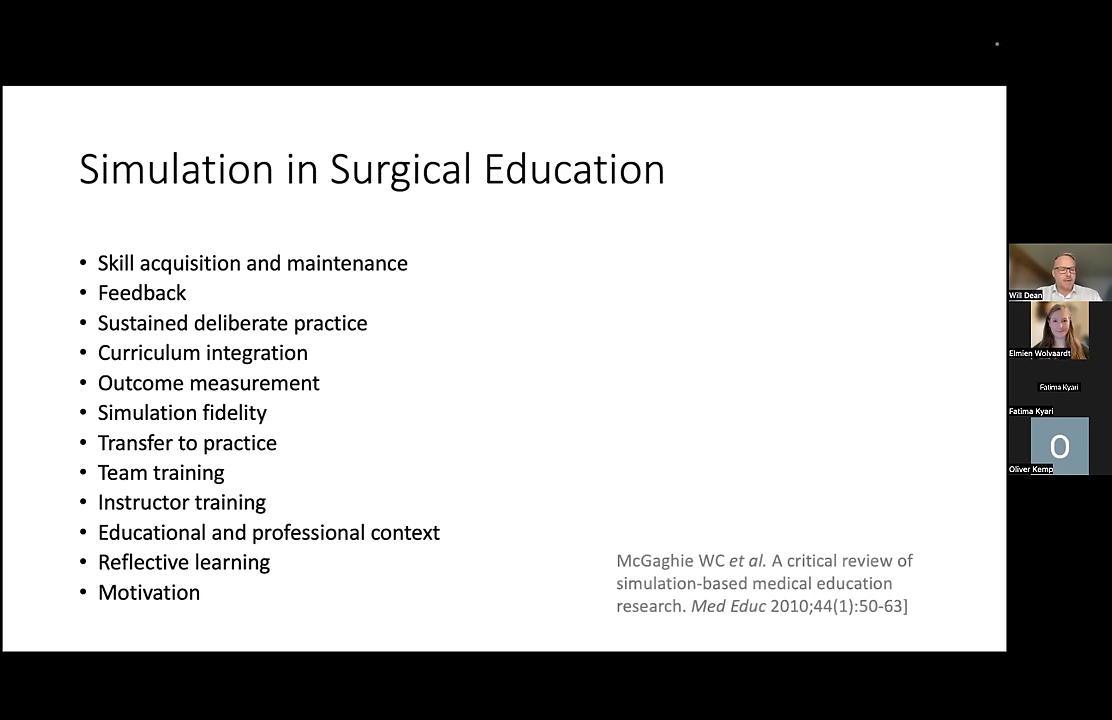 Simulation in Surgical Education
• Skill acquisition and maintenance
• Feedback
• Sustained deliberate practice
• Curriculum integration
• Outcome measurement
• Simulation fidelity
• Transfer to practice
• Team training
• Instructor training
• Educational and professional context
• Reflective learning
• Motivation
McGaghie WC et al. A critical review of
simulation-based medical education
research. Med Educ 2010;44(1):50-63]
Will Dean
Elmien Wolvaardt
Fatima Kyari
Fatima Kyari
O
Oliver Kemp